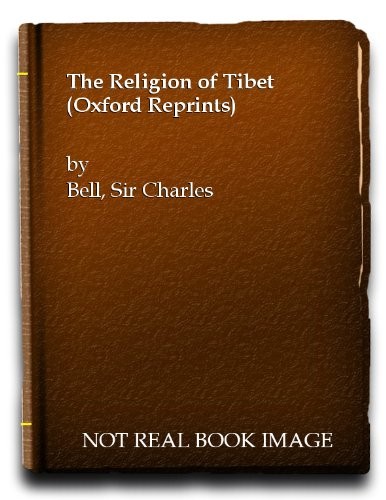 The Religion of Tibet
(Oxford Reprints)
by
Bell, Sir Charles
NOT REAL BOOK IMAGE